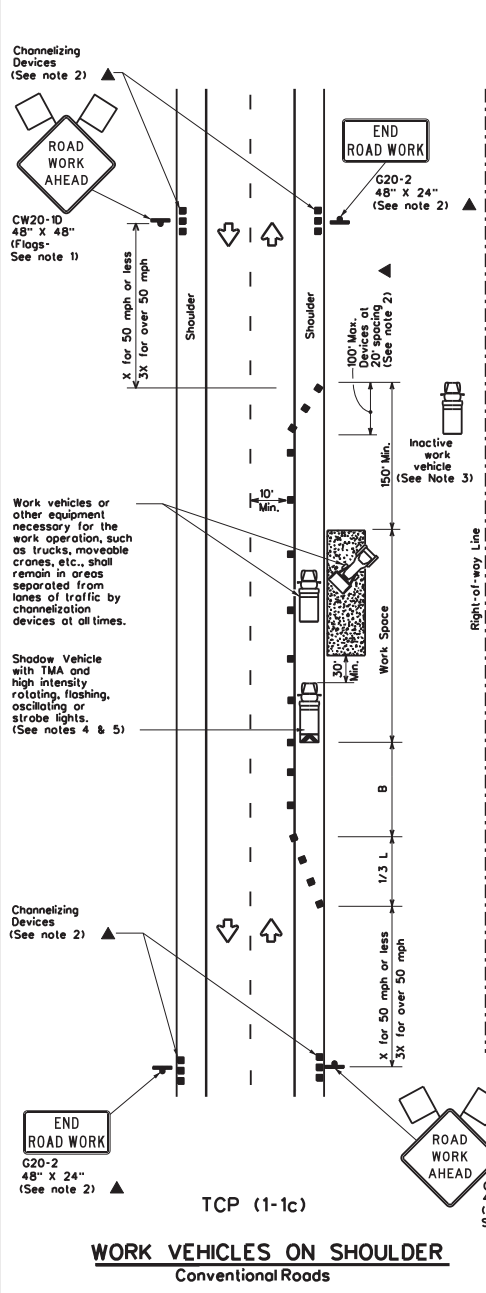 Channelizing
Devices
(See note 2) ▲
ROAD
WORK
AHEAD
CW20-1D
48" X 48"
(Flags-
See note 1)
END
ROAD WORK
G20-2
48" X 24"
(See note 2) ▲
X for 50 mph or less
3X for over 50 mph
Shoulder
Shoulder
100' Max.
Devices at
20' spacing
(See note 2)
▲
150' Min.
Inactive
work
vehicle
(See Note 3)
10'
Min.
Right-of-way Line
Work vehicles or
other equipment
necessary for the
work operation, such
as trucks, moveable
cranes, etc., shall
remain in areas
separated from
lanes of traffic by
channelization
devices at all times.
Work Space
30'
Min.
Shadow Vehicle
with TMA and
high intensity
rotating, flashing,
oscillating or
strobe lights.
(See notes 4 & 5)
B
1/3 L
Channelizing
Devices
(See note 2) ▲
X for 50 mph or less
3X for over 50 mph
END
ROAD WORK
G20-2
48" X 24"
(See note 2) ▲
ROAD
WORK
AHEAD
TCP (1-1c)
WORK VEHICLES ON SHOULDER
Conventional Roads